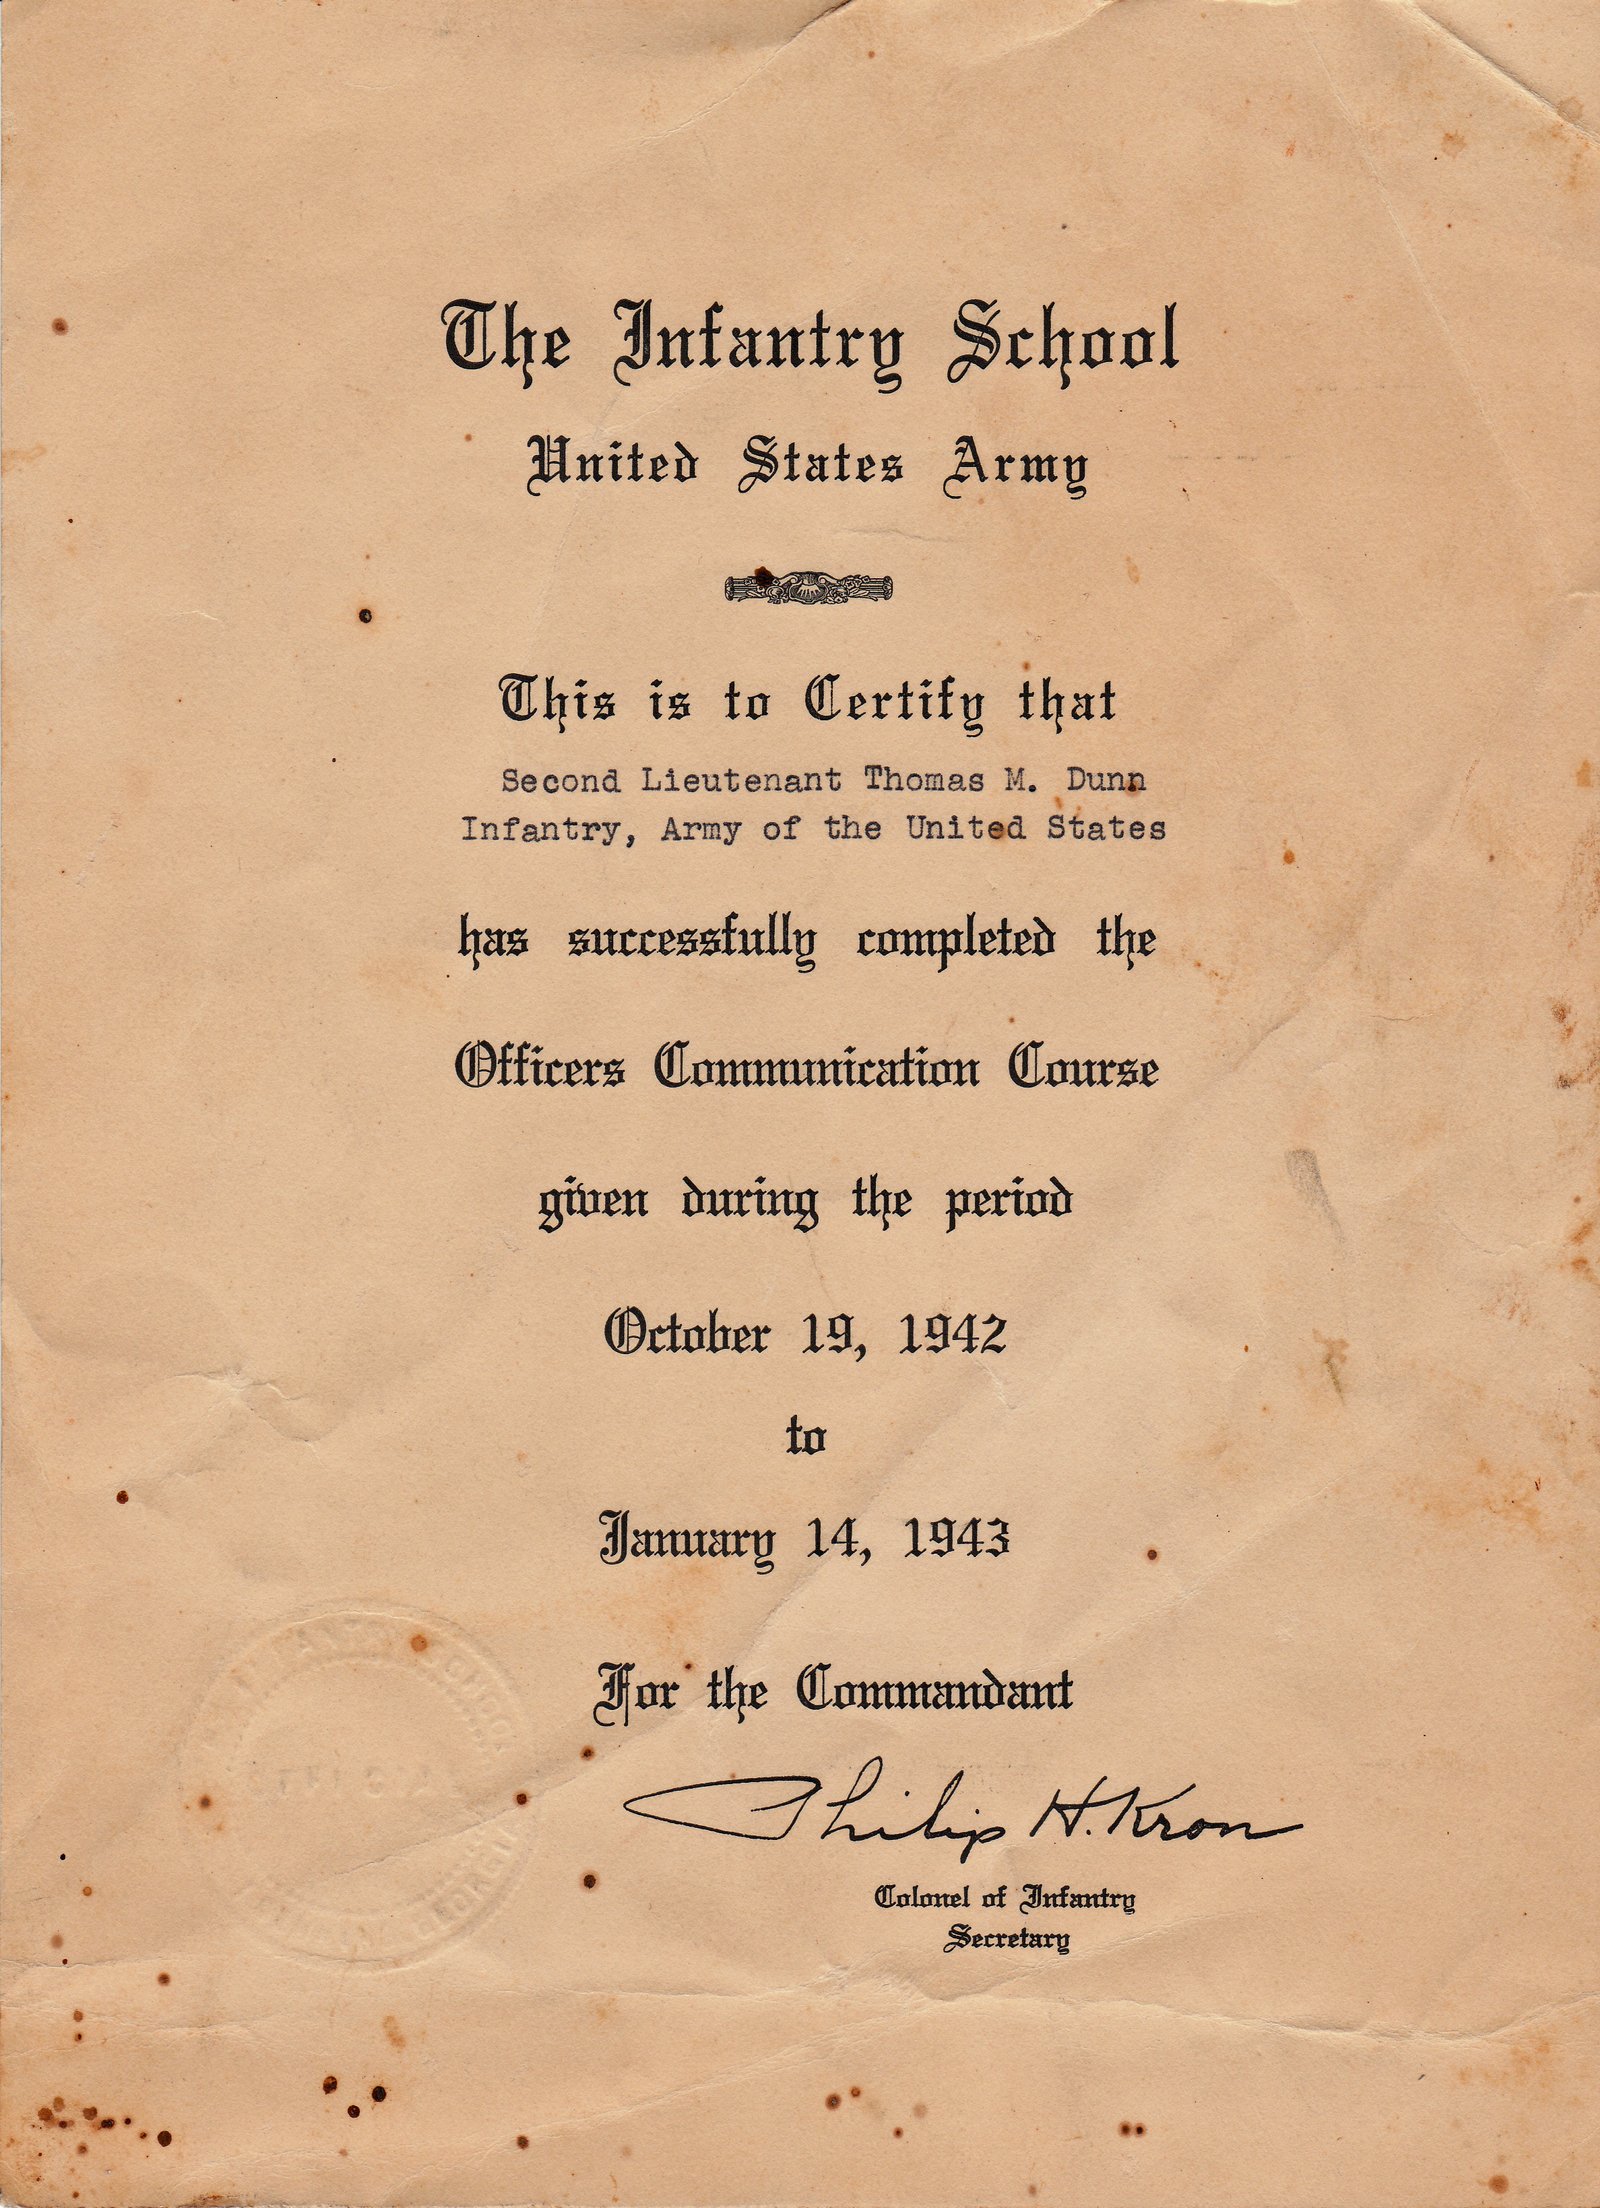 The Infantry School
United States Army
This is to Certify that
Second Lieutenant Thomas M. Dunn
Infantry, Army of the United States
has successfully completed the
Officers Communication Course
given during the period
October 19, 1942
to
January 14, 1943
For the Commandant
Philip H. Kron
Colonel of Infantry
Secretary